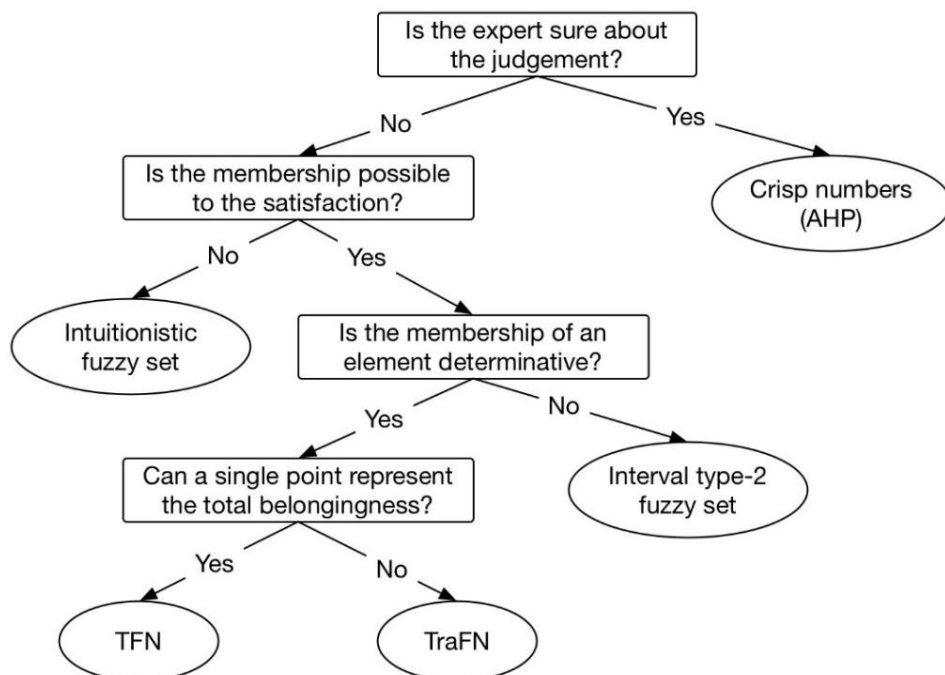 Is the expert sure about
the judgement?
No
Yes
Is the membership possible
to the satisfaction?
Crisp numbers
(AHP)
No
Yes
Intuitionistic
fuzzy set
Is the membership of an
element determinative?
Yes
No
Can a single point represent
the total belongingness?
Interval type-2
fuzzy set
Yes
No
TFN
TraFN